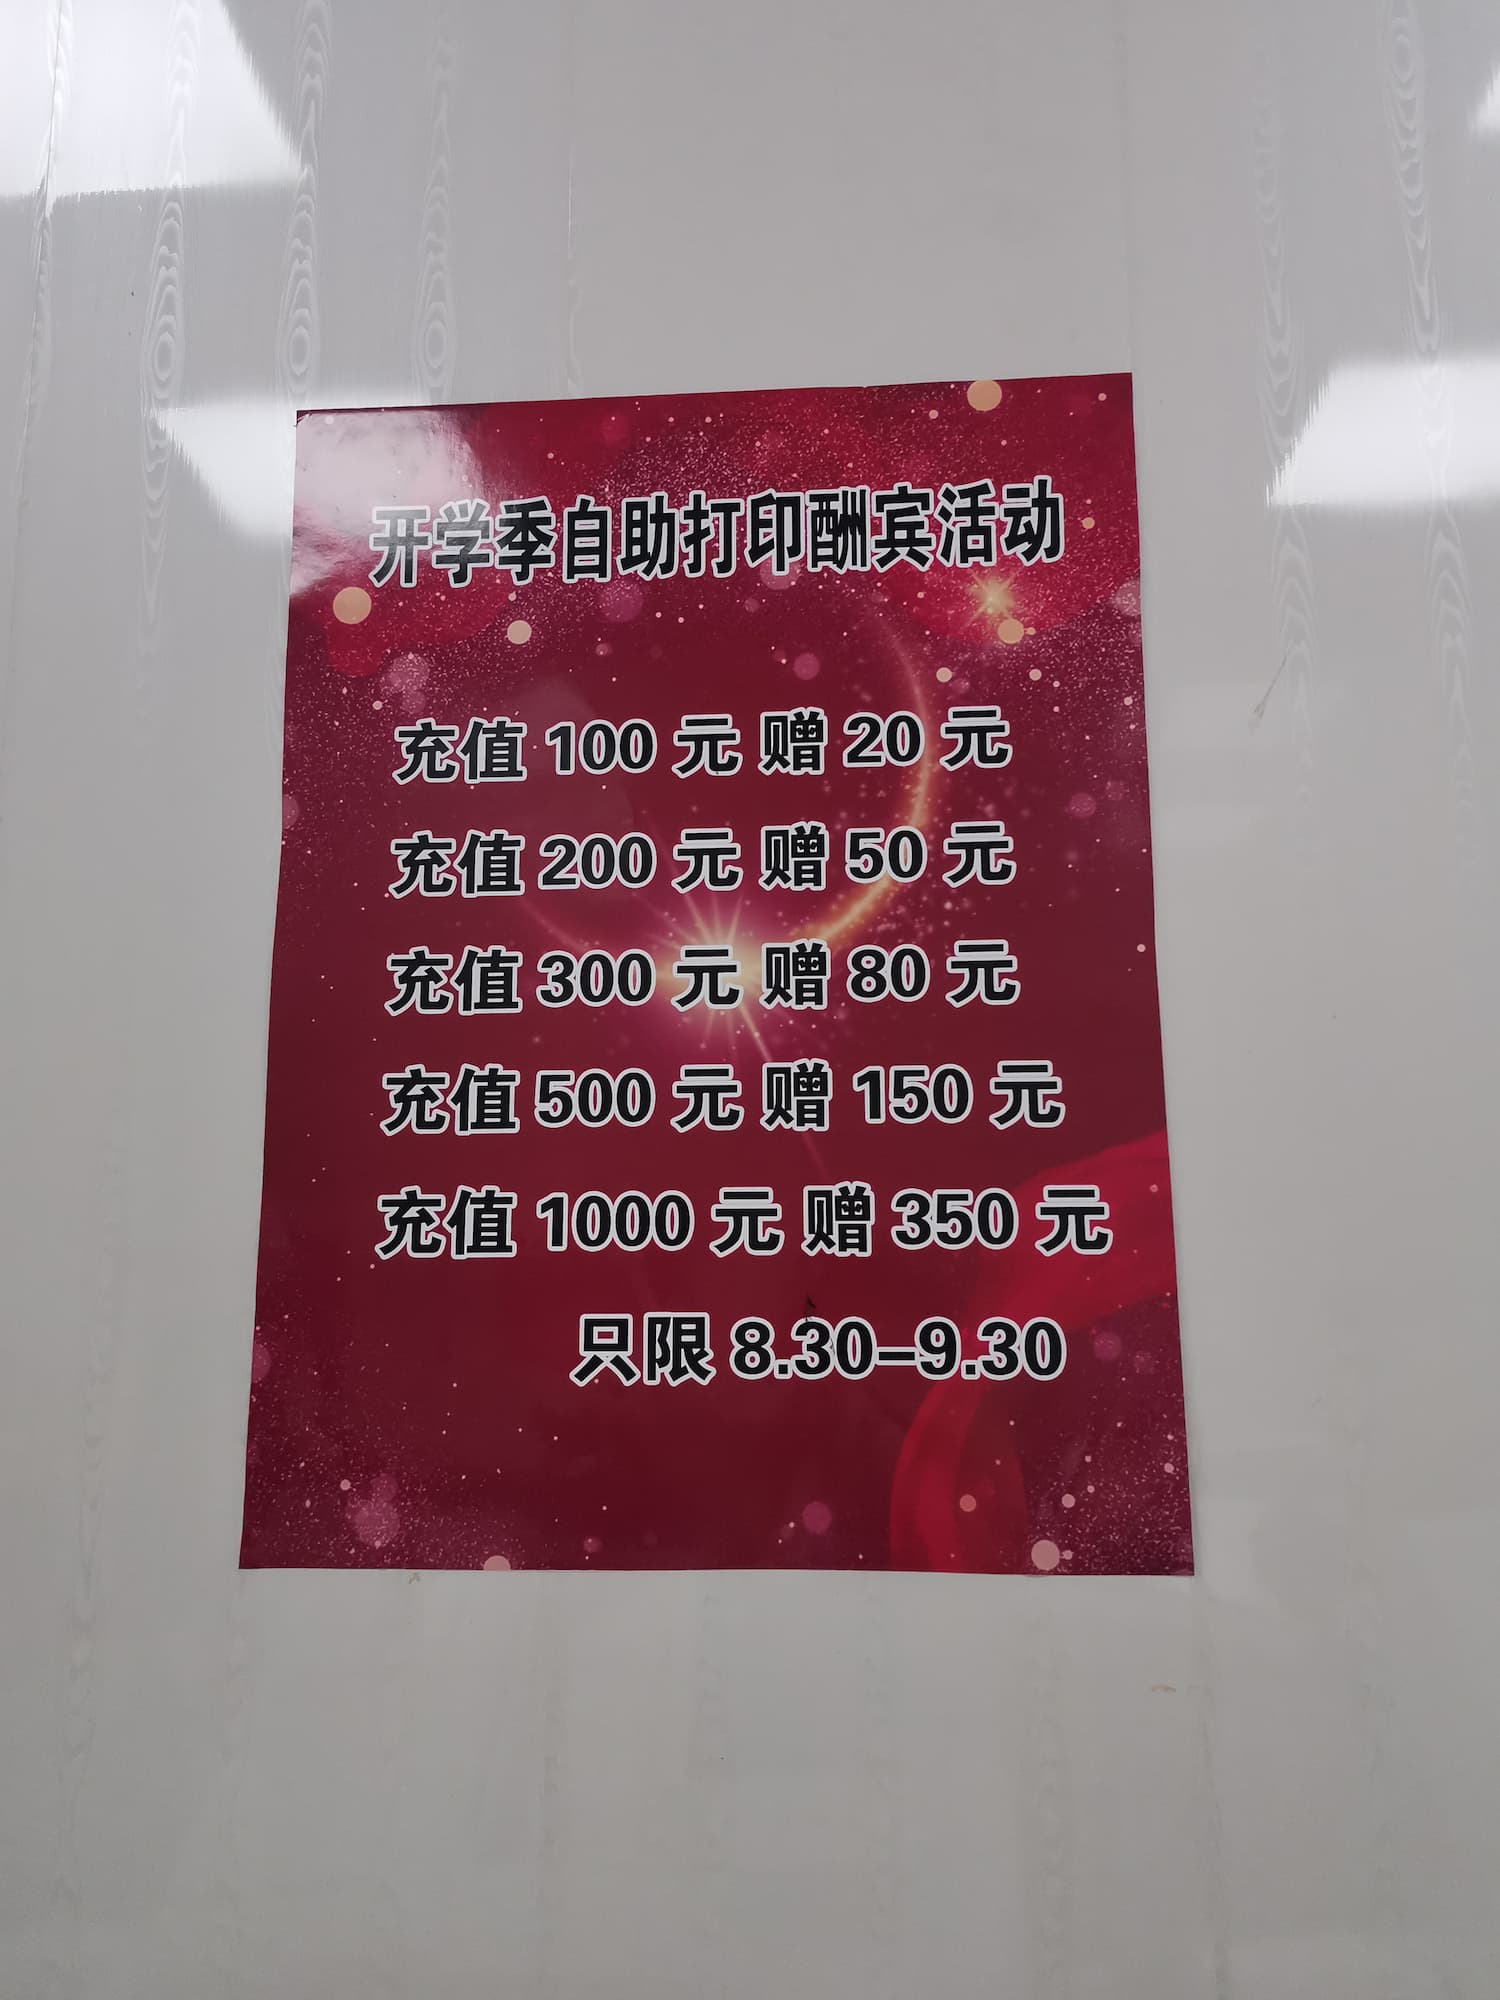 开学季自助打印酬宾活动
充值 100 元 赠 20 元
充值 200 元 赠 50 元
充值 300 元 赠 80 元
充值 500 元 赠 150 元
充值 1000 元 赠 350 元
只限 8.30-9.30